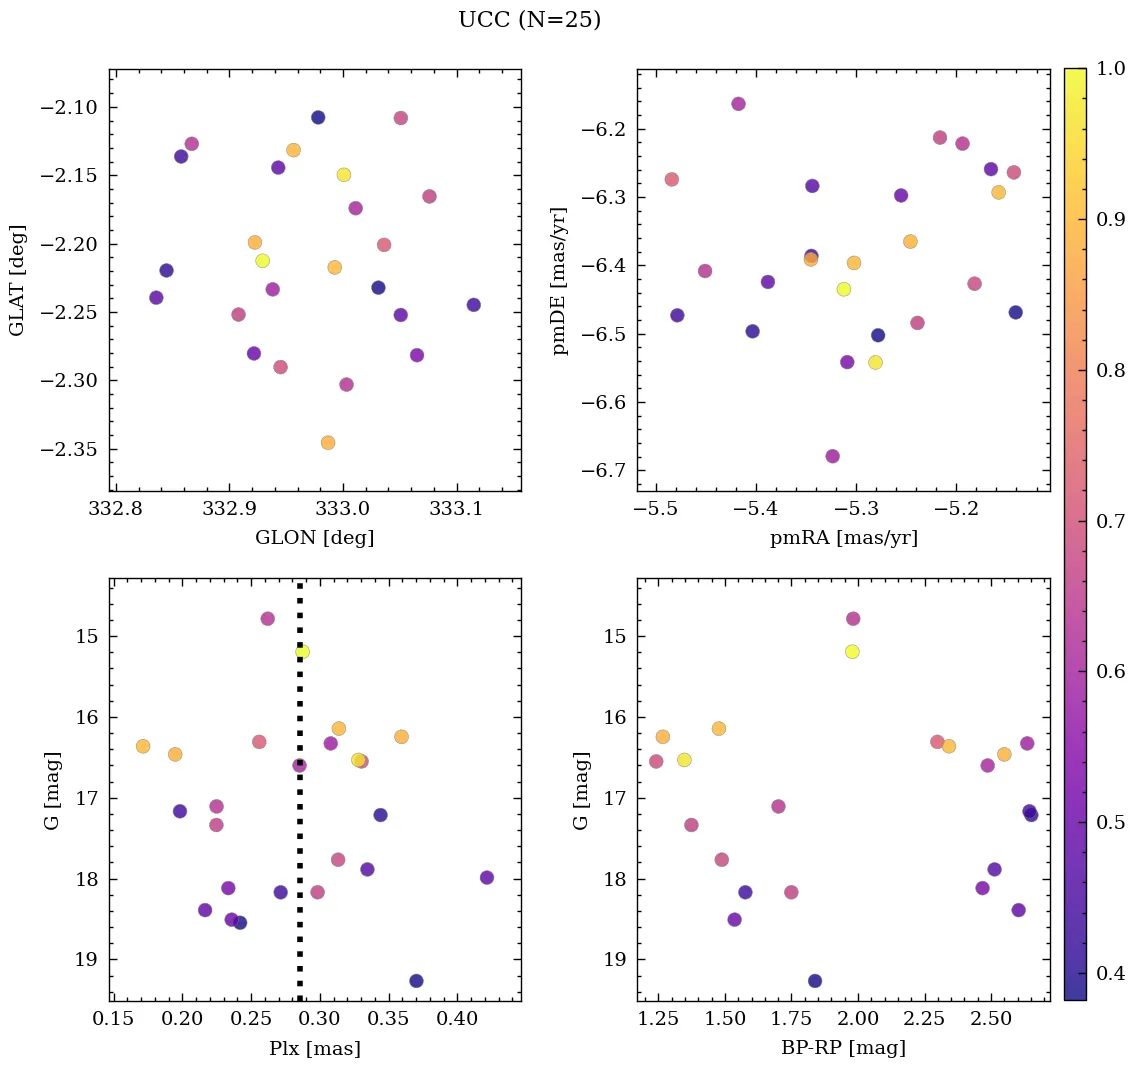 UCC (N=25)
−2.10
−2.15
−2.20
−2.25
−2.30
−2.35
GLAT [deg]
332.8 332.9 333.0 333.1
GLON [deg]
−6.2
−6.3
−6.4
−6.5
−6.6
−6.7
pmDE [mas/yr]
−5.5 −5.4 −5.3 −5.2
pmRA [mas/yr]
15
16
17
18
19
G [mag]
0.15 0.20 0.25 0.30 0.35 0.40
Plx [mas]
15
16
17
18
19
G [mag]
1.25 1.50 1.75 2.00 2.25 2.50
BP-RP [mag]
1.0
0.9
0.8
0.7
0.6
0.5
0.4